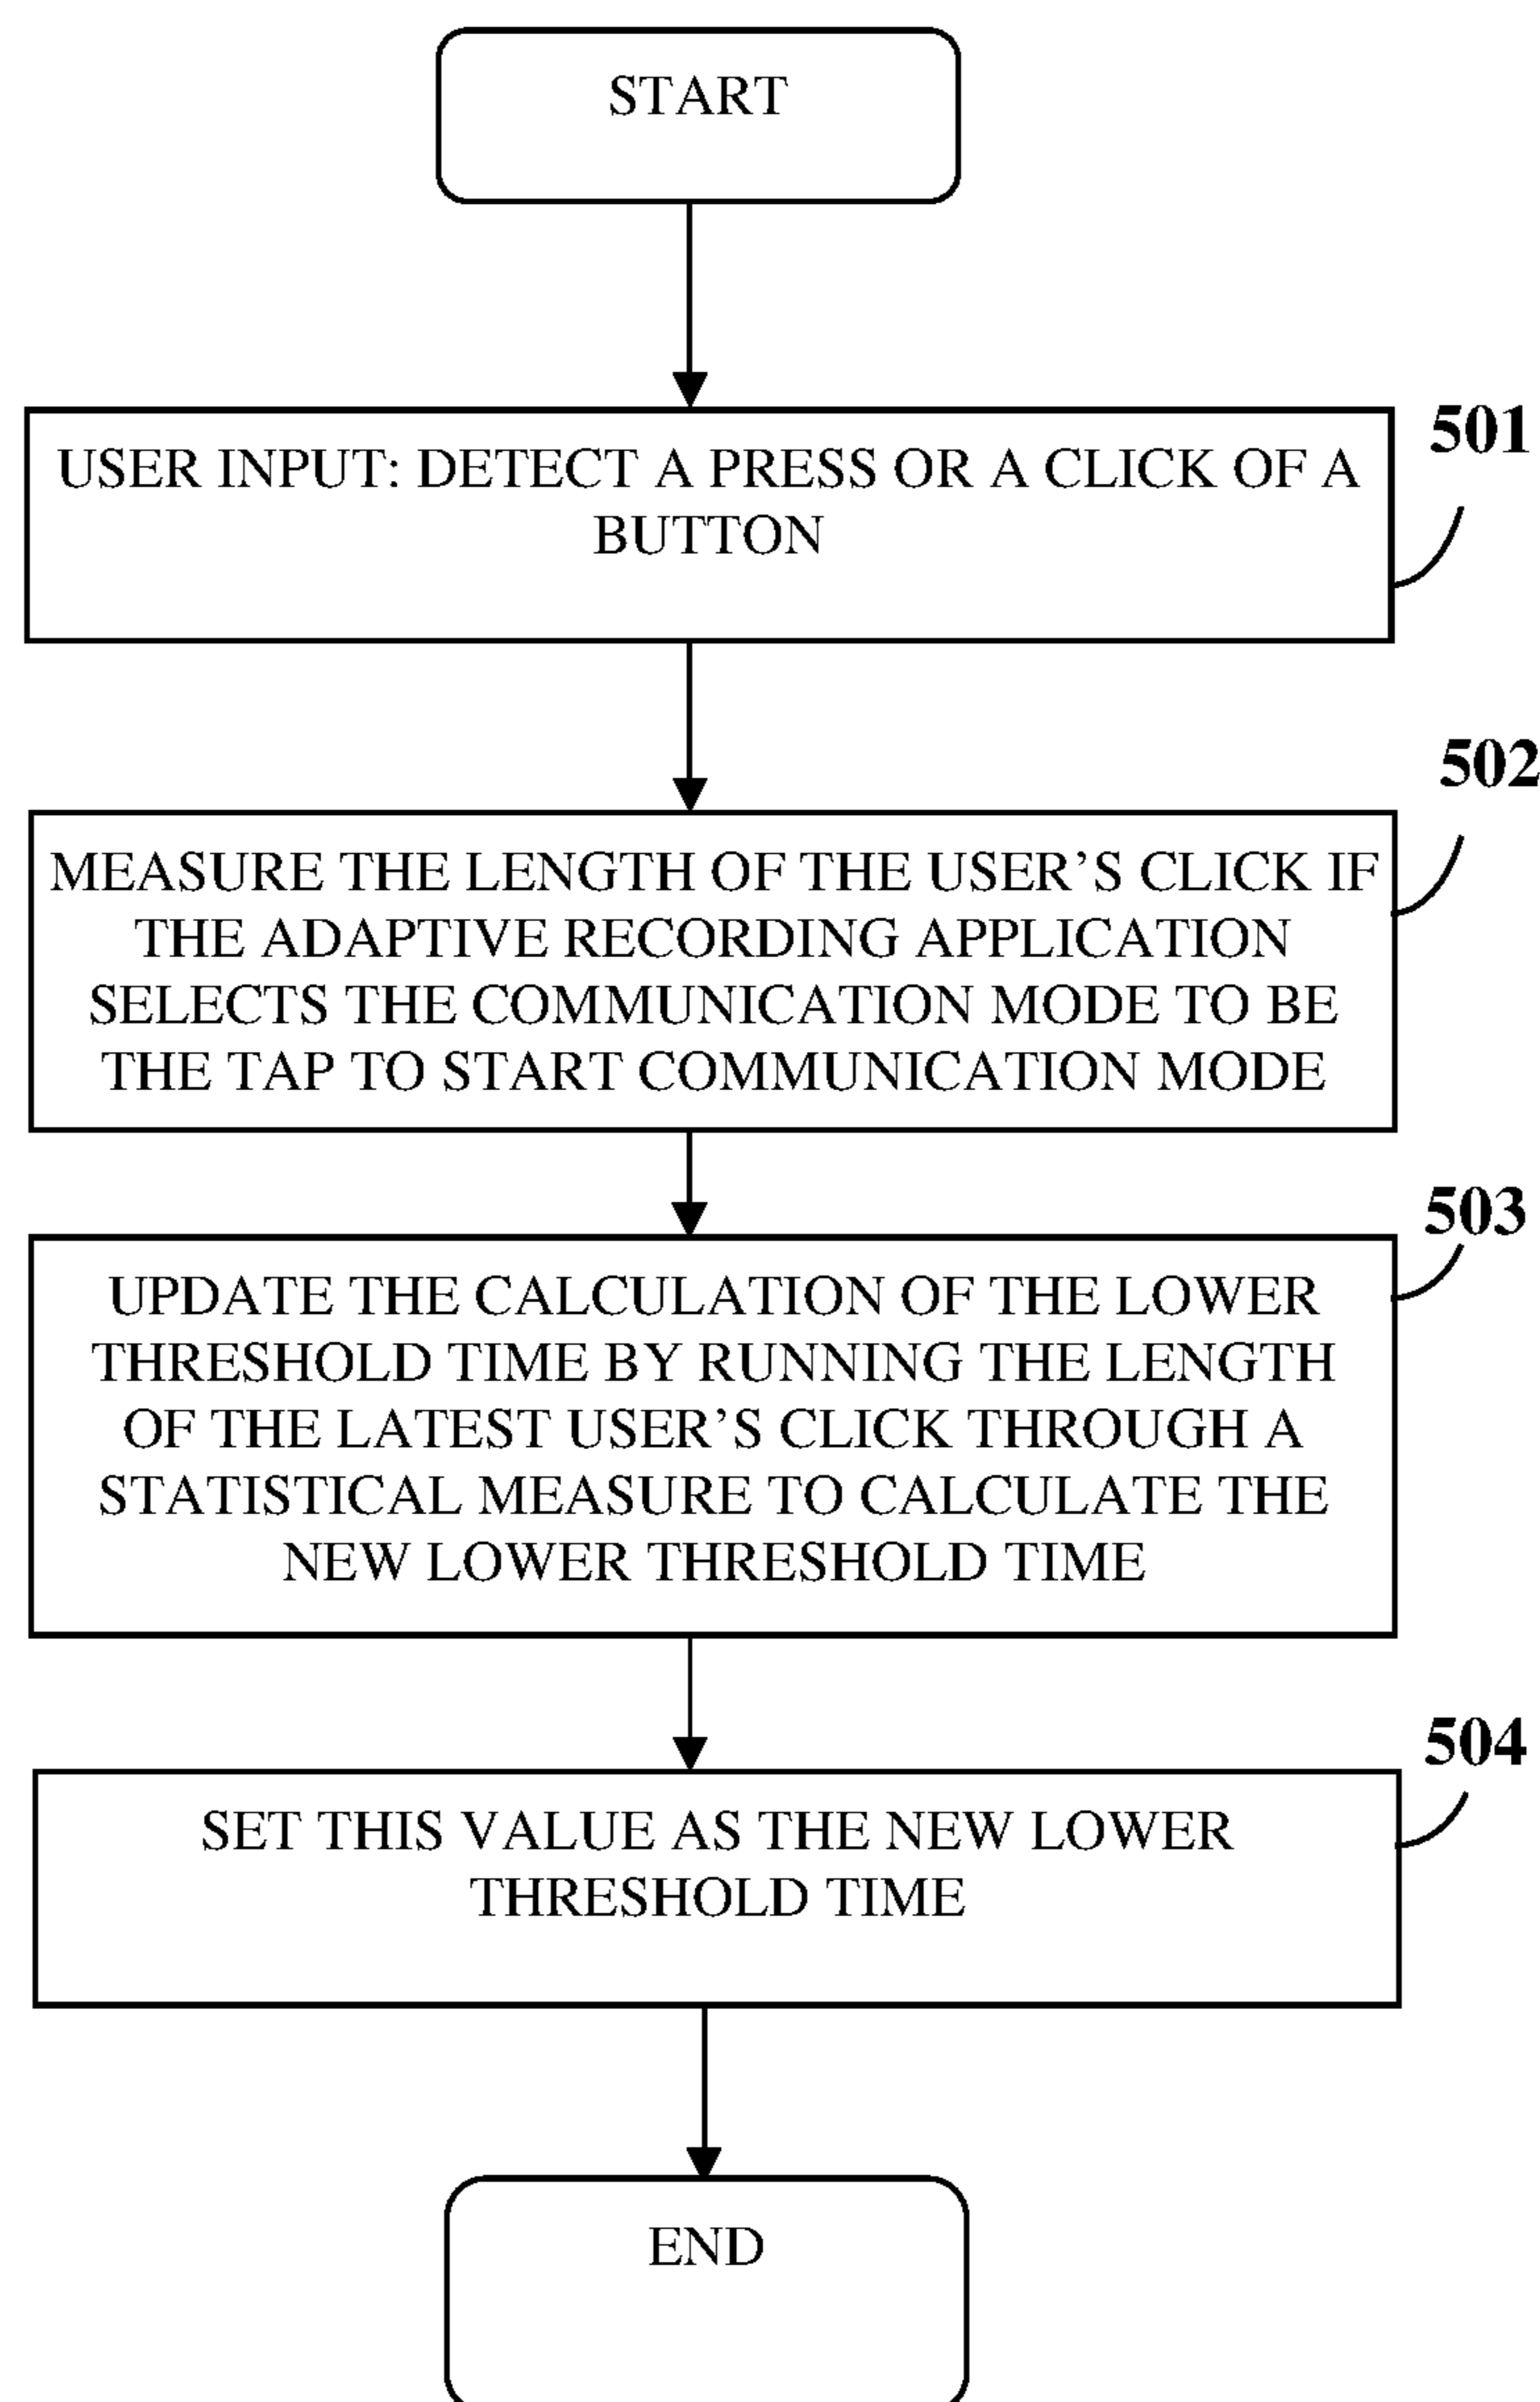 START
501
USER INPUT: DETECT A PRESS OR A CLICK OF A
BUTTON
502
MEASURE THE LENGTH OF THE USER’S CLICK IF
THE ADAPTIVE RECORDING APPLICATION
SELECTS THE COMMUNICATION MODE TO BE
THE TAP TO START COMMUNICATION MODE
503
UPDATE THE CALCULATION OF THE LOWER
THRESHOLD TIME BY RUNNING THE LENGTH
OF THE LATEST USER’S CLICK THROUGH A
STATISTICAL MEASURE TO CALCULATE THE
NEW LOWER THRESHOLD TIME
504
SET THIS VALUE AS THE NEW LOWER
THRESHOLD TIME
END